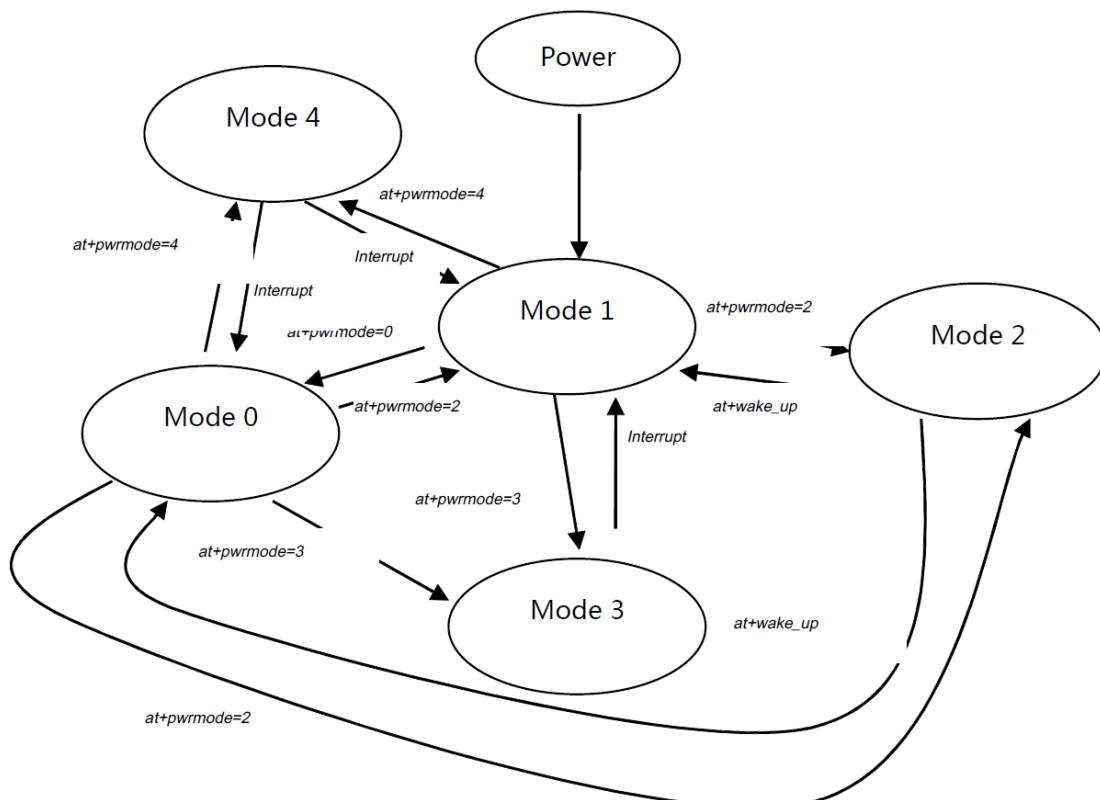 Power
Mode 4
at+pwrmode=4
at+pwrmode=4
Interrupt
Interrupt
Mode 1
at+pwrmode=2
Mode 2
at+pwrmode=0
Mode 0
at+pwrmode=2
at+wake_up
Interrupt
at+pwrmode=3
at+pwrmode=3
Mode 3
at+wake_up
at+pwrmode=2